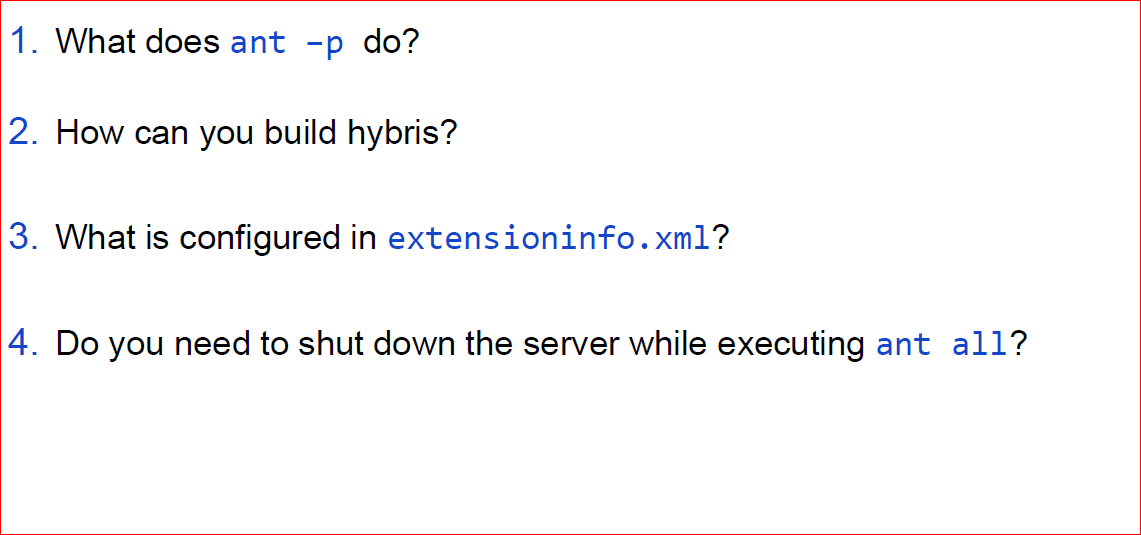 1. What does ant –p do?
2. How can you build hybris?
3. What is configured in extensioninfo.xml?
4. Do you need to shut down the server while executing ant all?